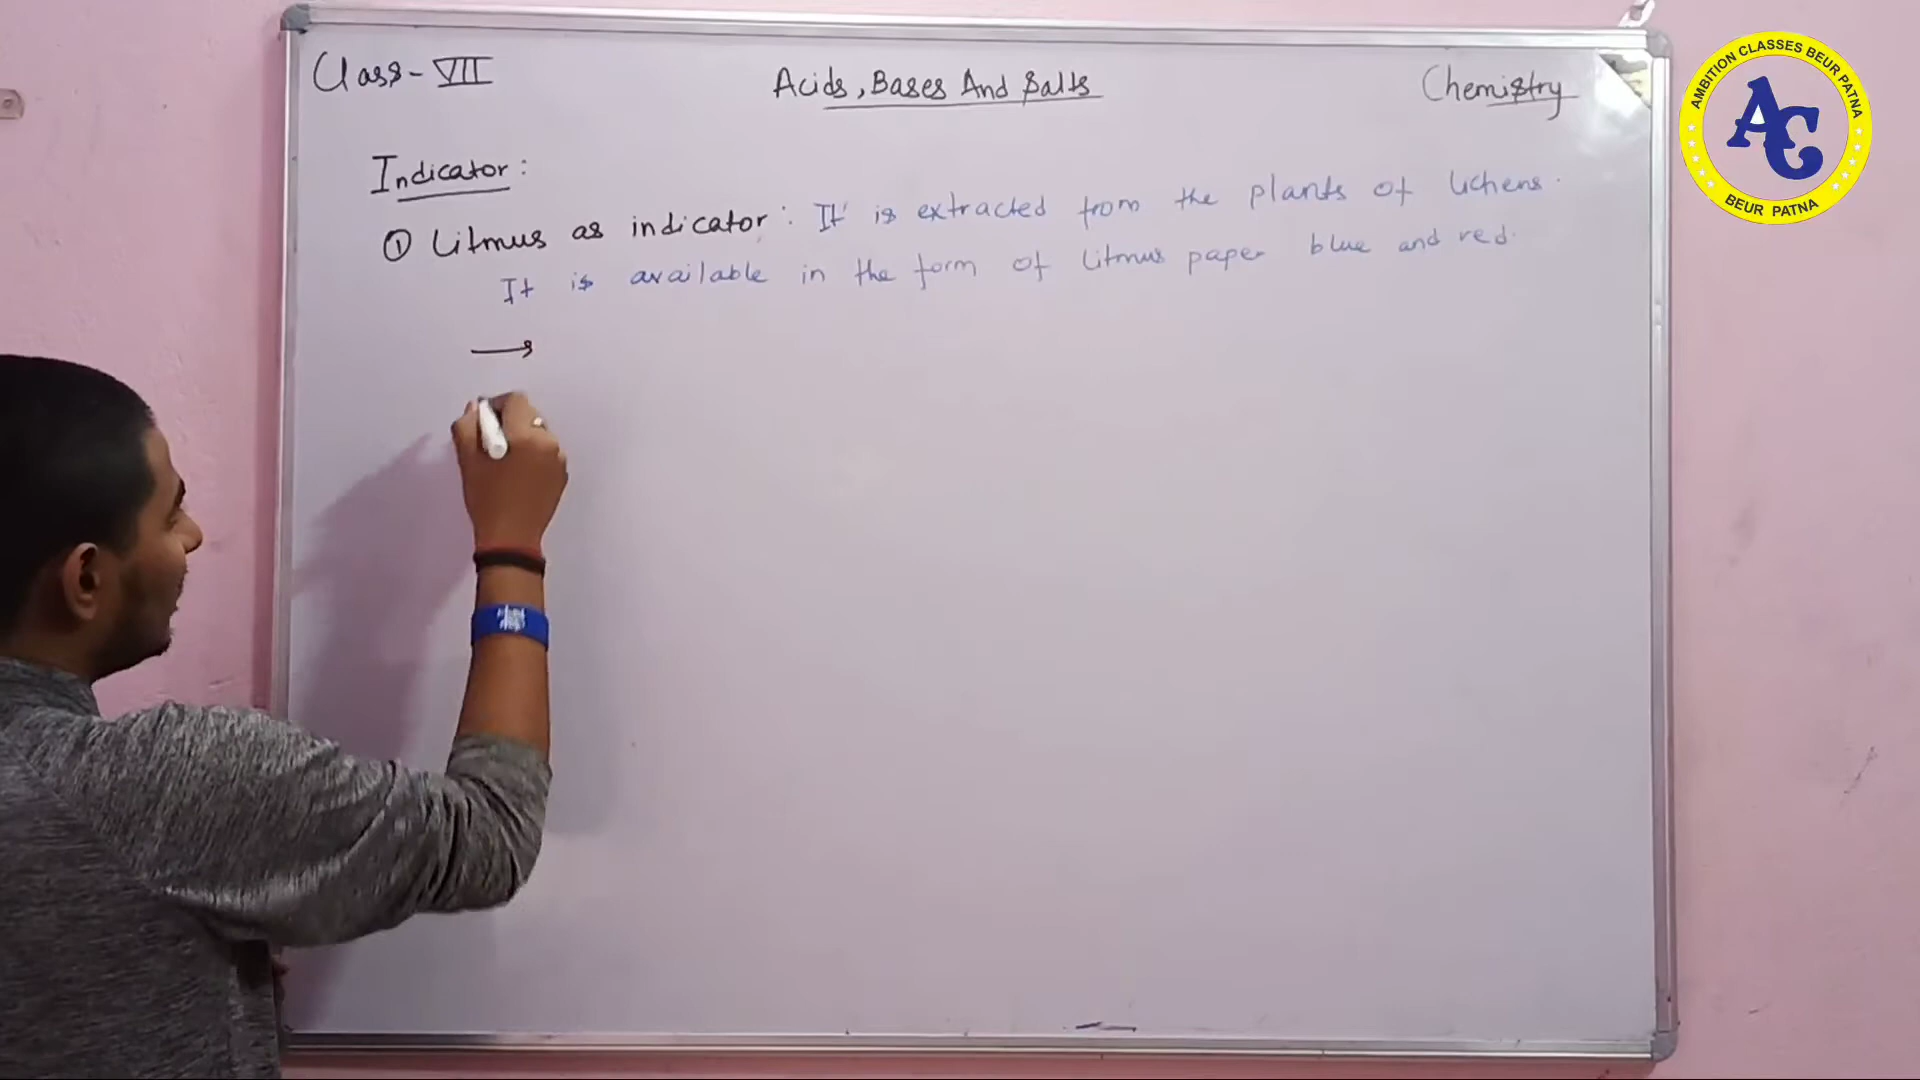 Class- VII
Acids, Bases And Salts
Chemistry
AMBITION CLASSES BEUR PATNA
AC
BEUR PATNA
Indicator:
① Litmus as indicator: It is extracted from the plants of lichens.
It is available in the form of litmus paper blue and red.
→